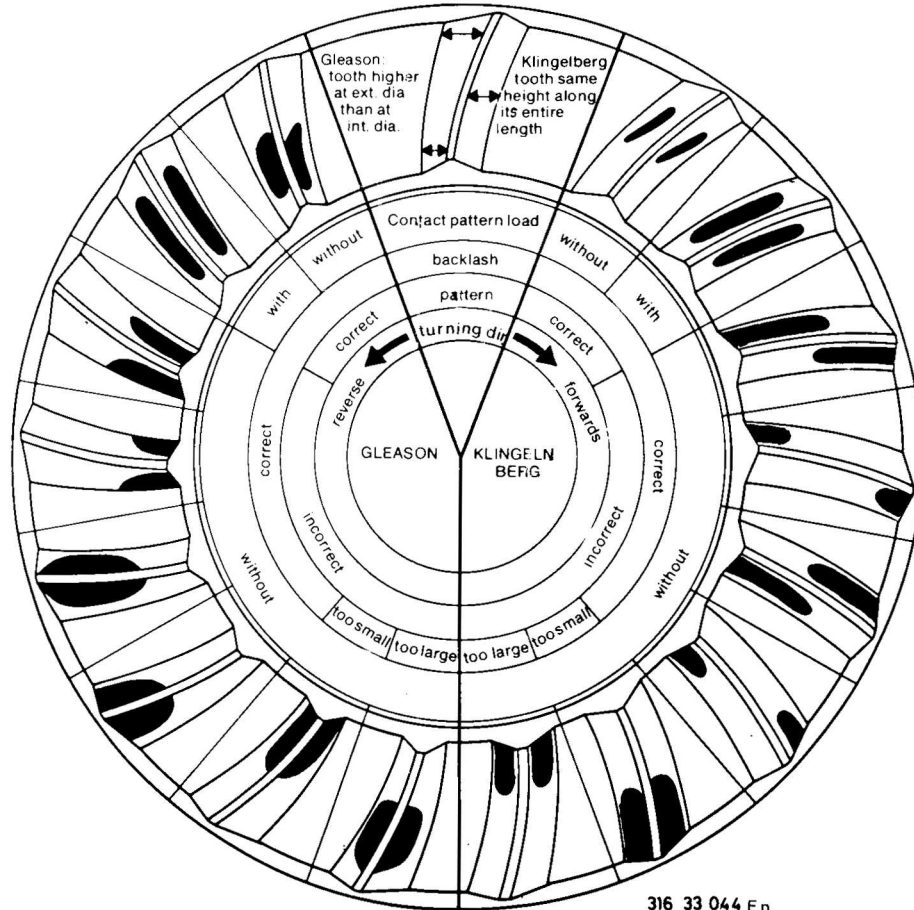 Gleason:
tooth higher
at ext. dia
than at
int. dia.
Klingelberg
tooth same
height along
its entire
length
Contact pattern load
without
without
backlash
with
with
pattern
correct
correct
turning dir
reverse
forwards
GLEASON
KLINGELN
BERG
correct
correct
incorrect
incorrect
without
without
too small
too large
too large
too small
316 33 044 En